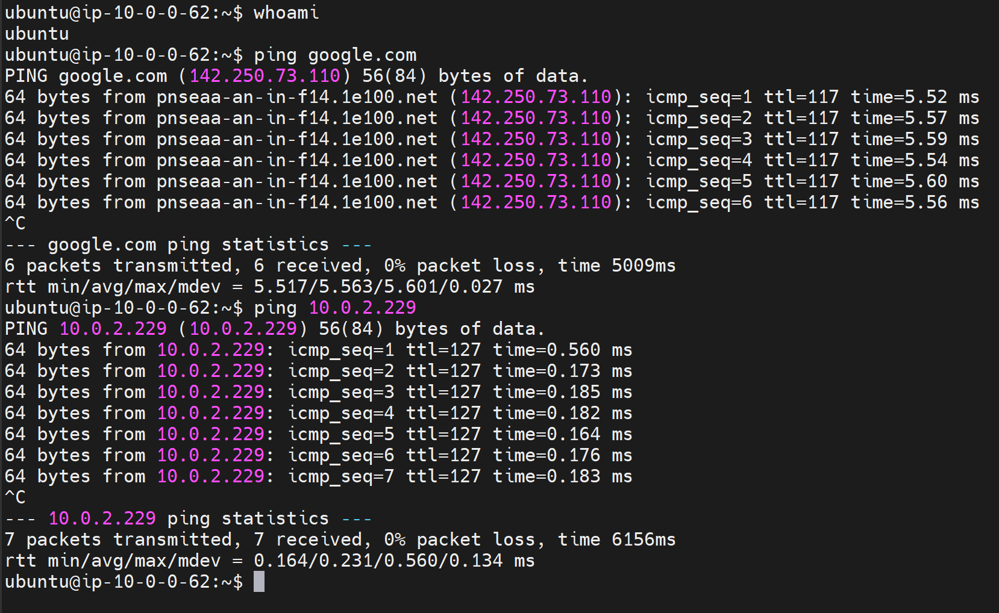 ubuntu@ip-10-0-0-62:~$ whoami
ubuntu
ubuntu@ip-10-0-0-62:~$ ping google.com
PING google.com (142.250.73.110) 56(84) bytes of data.
64 bytes from pnseaa-an-in-f14.1e100.net (142.250.73.110): icmp_seq=1 ttl=117 time=5.52 ms
64 bytes from pnseaa-an-in-f14.1e100.net (142.250.73.110): icmp_seq=2 ttl=117 time=5.57 ms
64 bytes from pnseaa-an-in-f14.1e100.net (142.250.73.110): icmp_seq=3 ttl=117 time=5.59 ms
64 bytes from pnseaa-an-in-f14.1e100.net (142.250.73.110): icmp_seq=4 ttl=117 time=5.54 ms
64 bytes from pnseaa-an-in-f14.1e100.net (142.250.73.110): icmp_seq=5 ttl=117 time=5.60 ms
64 bytes from pnseaa-an-in-f14.1e100.net (142.250.73.110): icmp_seq=6 ttl=117 time=5.56 ms
^C
--- google.com ping statistics ---
6 packets transmitted, 6 received, 0% packet loss, time 5009ms
rtt min/avg/max/mdev = 5.517/5.563/5.601/0.027 ms
ubuntu@ip-10-0-0-62:~$ ping 10.0.2.229
PING 10.0.2.229 (10.0.2.229) 56(84) bytes of data.
64 bytes from 10.0.2.229: icmp_seq=1 ttl=127 time=0.560 ms
64 bytes from 10.0.2.229: icmp_seq=2 ttl=127 time=0.173 ms
64 bytes from 10.0.2.229: icmp_seq=3 ttl=127 time=0.185 ms
64 bytes from 10.0.2.229: icmp_seq=4 ttl=127 time=0.182 ms
64 bytes from 10.0.2.229: icmp_seq=5 ttl=127 time=0.164 ms
64 bytes from 10.0.2.229: icmp_seq=6 ttl=127 time=0.176 ms
64 bytes from 10.0.2.229: icmp_seq=7 ttl=127 time=0.183 ms
^C
--- 10.0.2.229 ping statistics ---
7 packets transmitted, 7 received, 0% packet loss, time 6156ms
rtt min/avg/max/mdev = 0.164/0.231/0.560/0.134 ms
ubuntu@ip-10-0-0-62:~$